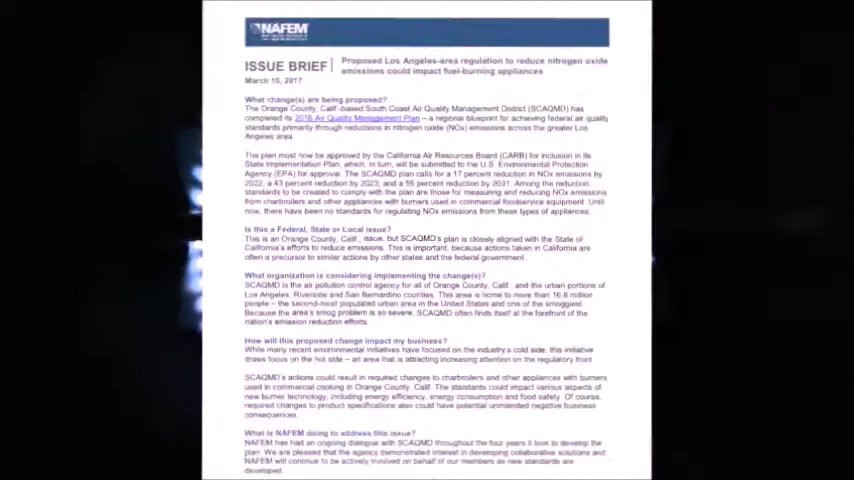 NAFEM
ISSUE BRIEF
Proposed Los Angeles-area regulation to reduce nitrogen oxide
emissions could impact fuel-burning appliances
March 10, 2017
What change(s) are being proposed?
The Orange County, Calif.-based South Coast Air Quality Management District (SCAQMD) has
completed its 2016 Air Quality Management Plan – a regional blueprint for achieving federal air quality
standards primarily through reductions in nitrogen oxide (NOx) emissions across the greater Los
Angeles area.
The plan must now be approved by the California Air Resources Board (CARB) for inclusion in its
State Implementation Plan, which, in turn, will be submitted to the U.S. Environmental Protection
Agency (EPA) for approval. The SCAQMD plan calls for a 17 percent reduction in NOx emissions by
2022, a 43 percent reduction by 2023, and a 55 percent reduction by 2031. Among the reduction
standards to be created to comply with the plan are those for measuring and reducing NOx emissions
from charbroilers and other appliances with burners used in commercial foodservice equipment. Until
now, there have been no standards for regulating NOx emissions from these types of appliances.
Is this a Federal, State or Local issue?
This is an Orange County, Calif., issue, but SCAQMD's plan is closely aligned with the State of
California's efforts to reduce emissions. This is important, because actions taken in California are
often a precursor to similar actions by other states and the federal government.
What organization is considering implementing the change(s)?
SCAQMD is the air pollution control agency for all of Orange County, Calif., and the urban portions of
Los Angeles, Riverside and San Bernardino counties. This area is home to more than 16.8 million
people – the second-most populated urban area in the United States and one of the smoggiest.
Because the area's smog problem is so severe, SCAQMD often finds itself at the forefront of the
nation's emission reduction efforts.
How will this proposed change impact my business?
While many recent environmental initiatives have focused on the industry's cold side, this initiative
draws focus on the hot side – an area that is attracting increasing attention on the regulatory front
SCAQMD's actions could result in required changes to charbroilers and other appliances with burners
used in commercial cooking in Orange County, Calif. The standards could impact various aspects of
new burner technology, including energy efficiency, energy consumption and food safety. Of course,
required changes to product specifications also could have potential unintended negative business
consequences.
What is NAFEM doing to address this issue?
NAFEM has had an ongoing dialogue with SCAQMD throughout the four years it took to develop the
plan. We are pleased that the agency demonstrated interest in developing collaborative solutions and
NAFEM will continue to be actively involved on behalf of our members as new standards are
developed.